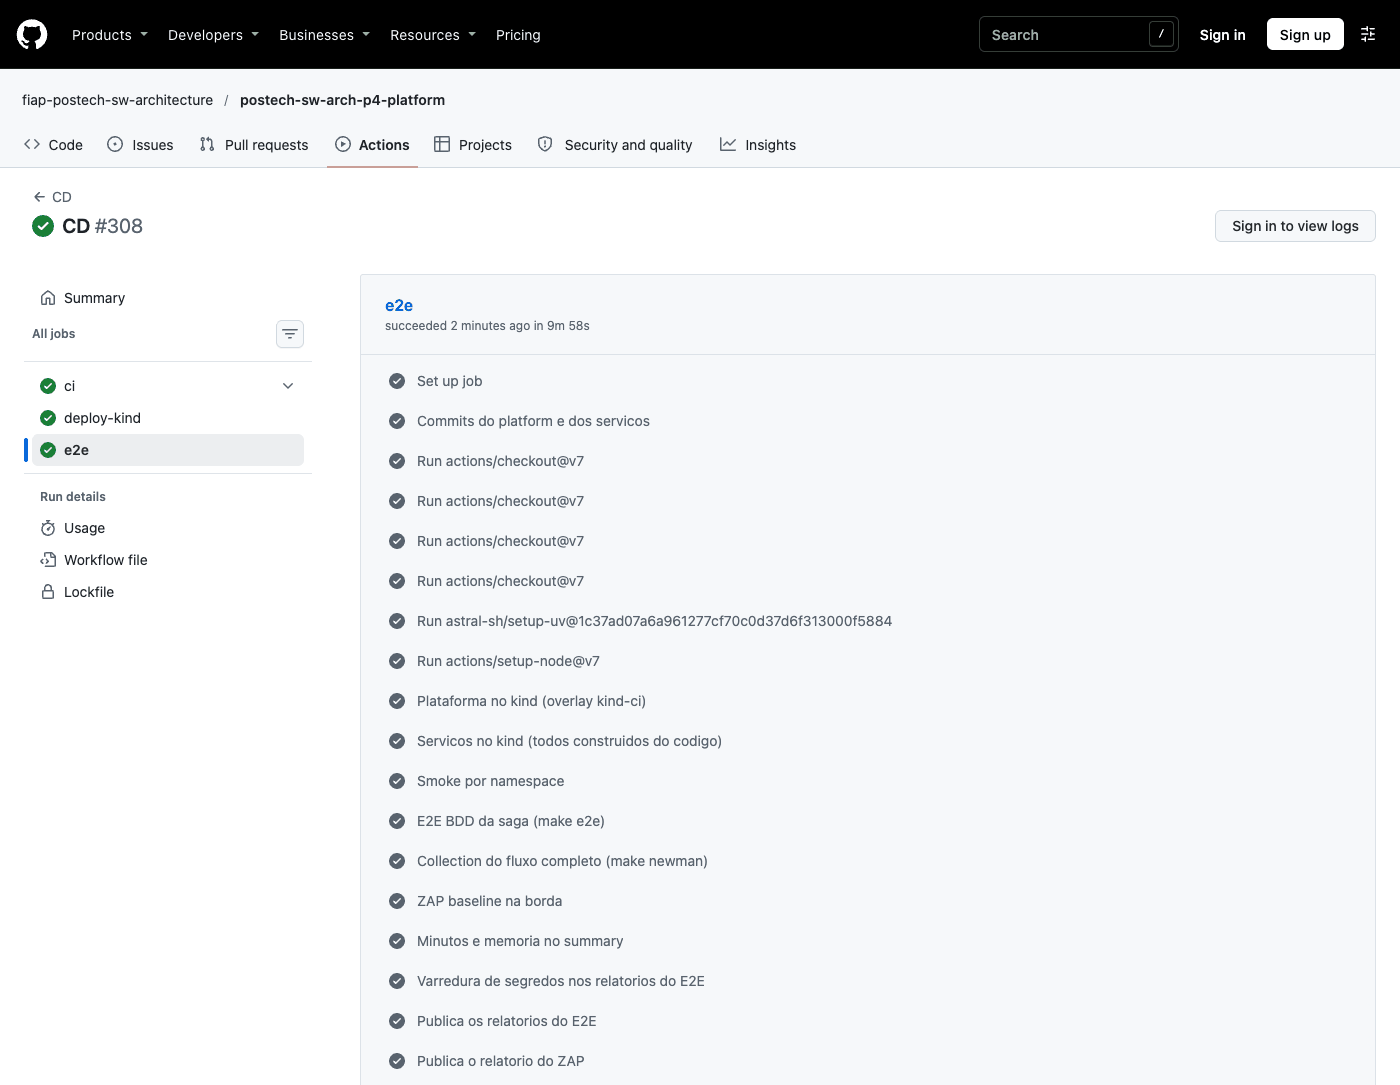 Products
Developers
Businesses
Resources
Pricing
Search
/
Sign in
Sign up
fiap-postech-sw-architecture / postech-sw-arch-p4-platform
Code
Issues
Pull requests
Actions
Projects
Security and quality
Insights
CD
CD #308
Sign in to view logs
Summary
All jobs
ci
deploy-kind
e2e
Run details
Usage
Workflow file
Lockfile
e2e
succeeded 2 minutes ago in 9m 58s
Set up job
Commits do platform e dos servicos
Run actions/checkout@v7
Run actions/checkout@v7
Run actions/checkout@v7
Run actions/checkout@v7
Run astral-sh/setup-uv@1c37ad07a6a961277cf70c0d37d6f313000f5884
Run actions/setup-node@v7
Plataforma no kind (overlay kind-ci)
Servicos no kind (todos construidos do codigo)
Smoke por namespace
E2E BDD da saga (make e2e)
Collection do fluxo completo (make newman)
ZAP baseline na borda
Minutos e memoria no summary
Varredura de segredos nos relatorios do E2E
Publica os relatorios do E2E
Publica o relatorio do ZAP